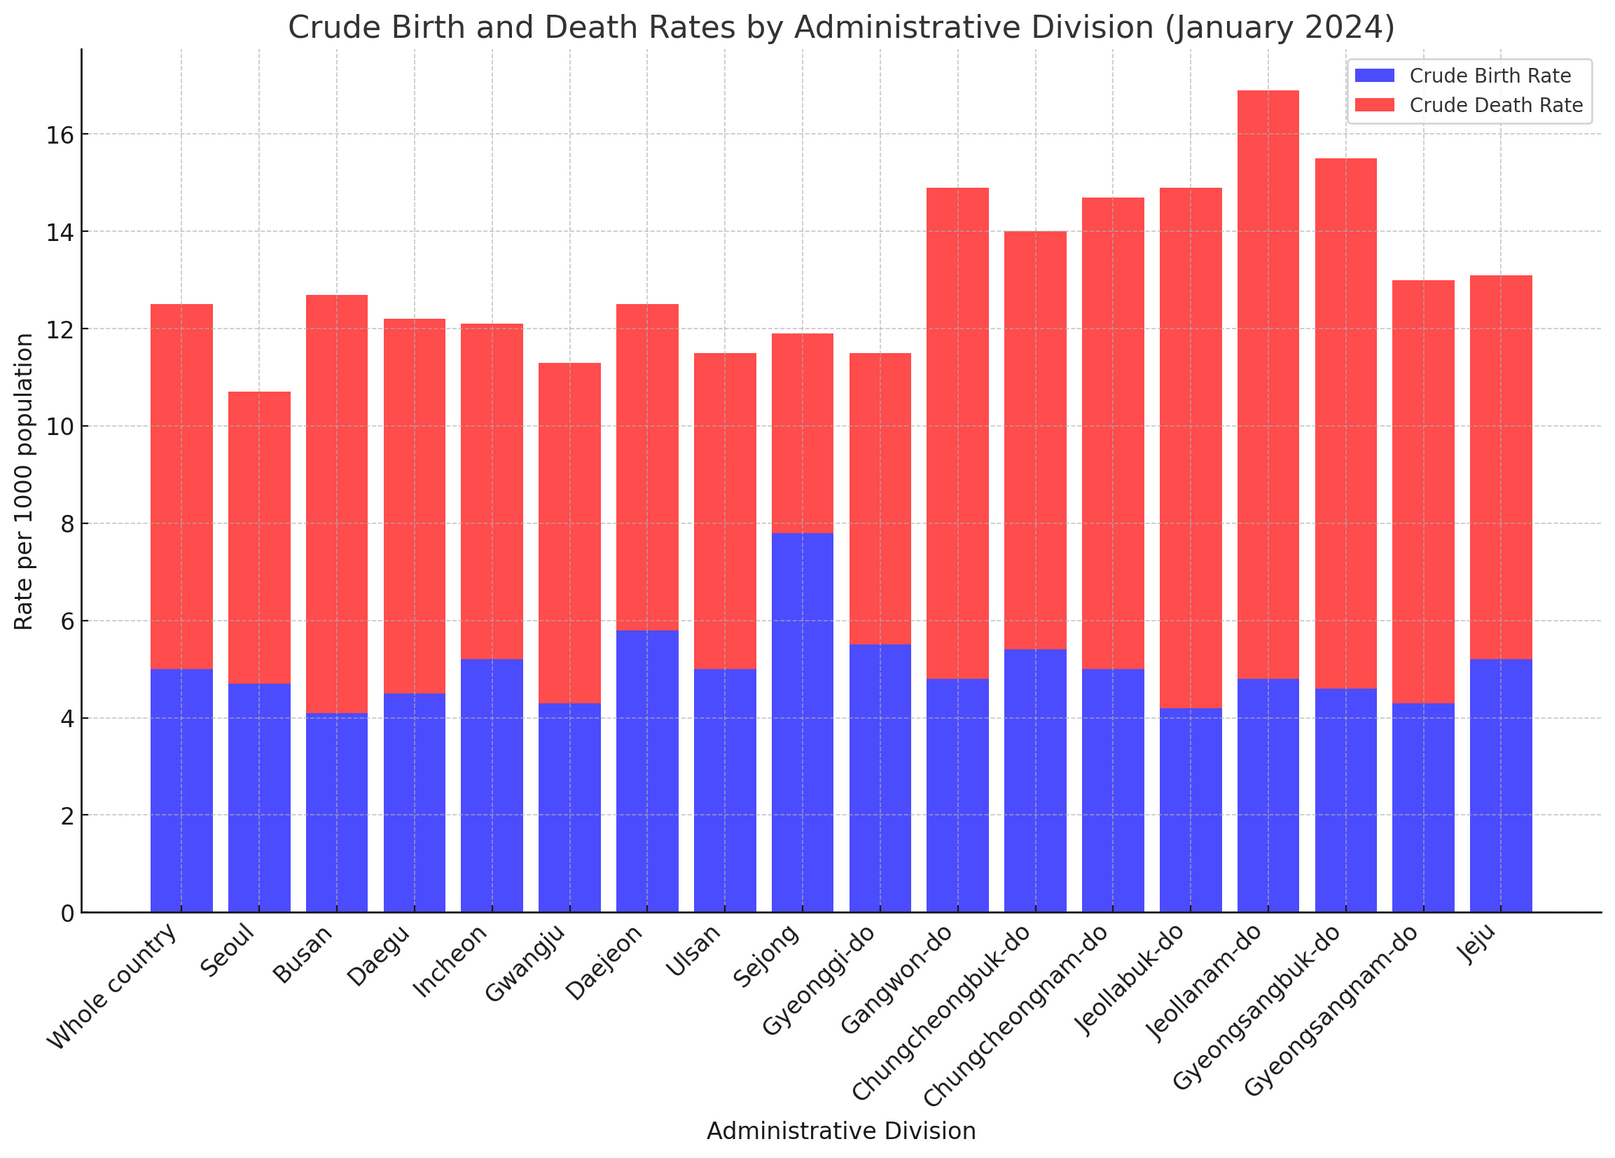 Crude Birth and Death Rates by Administrative Division (January 2024)
Crude Birth Rate
Crude Death Rate
Rate per 1000 population
16
14
12
10
8
6
4
2
0
Whole country
Seoul
Busan
Daegu
Incheon
Gwangju
Daejeon
Ulsan
Sejong
Gyeonggi-do
Gangwon-do
Chungcheongbuk-do
Chungcheongnam-do
Jeollabuk-do
Jeollanam-do
Gyeongsangbuk-do
Gyeongsangnam-do
Jeju
Administrative Division